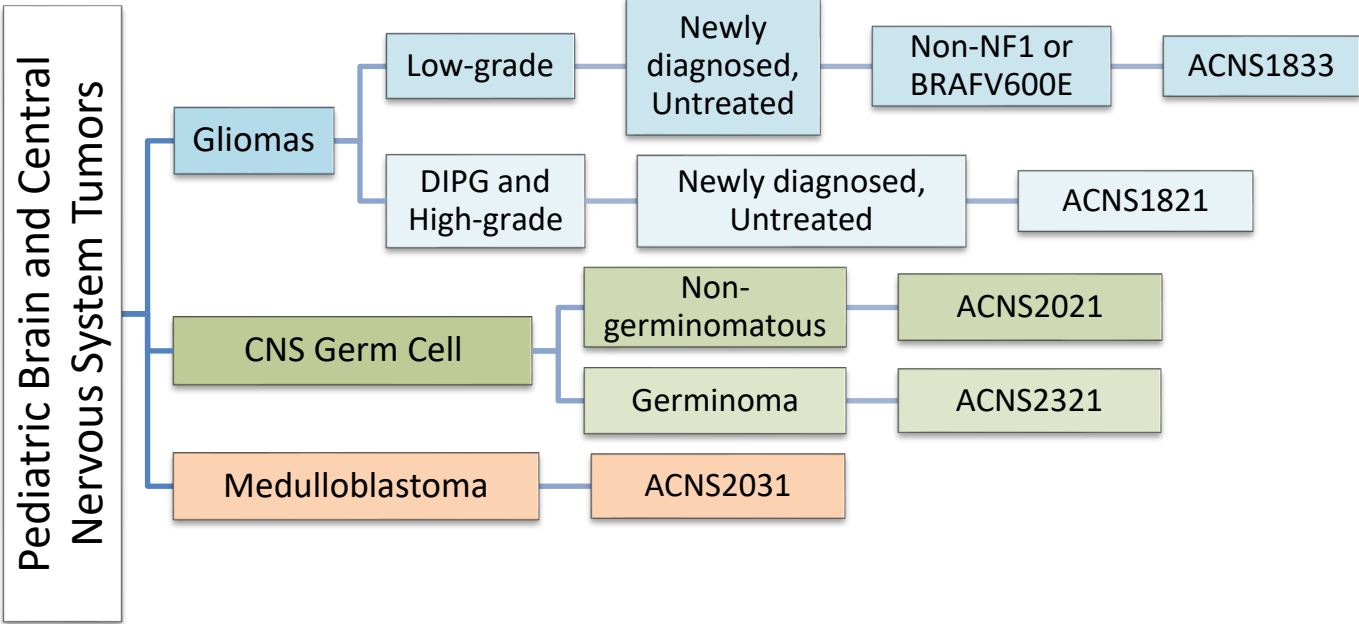 Pediatric Brain and Central
Nervous System Tumors
Gliomas
Low-grade
Newly
diagnosed,
Untreated
Non-NF1 or
BRAFV600E
ACNS1833
DIPG and
High-grade
Newly diagnosed,
Untreated
ACNS1821
CNS Germ Cell
Non-
germinomatous
ACNS2021
Germinoma
ACNS2321
Medulloblastoma
ACNS2031